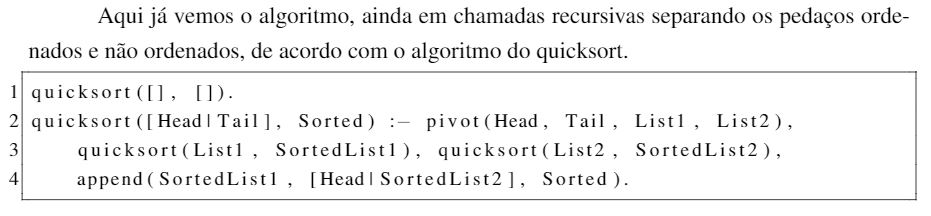 Aqui já vemos o algoritmo, ainda em chamadas recursivas separando os pedaços orde-
nados e não ordenados, de acordo com o algoritmo do quicksort.
1 quicksort([], []).
2 quicksort([Head|Tail], Sorted) :- pivot(Head, Tail, List1, List2),
3 quicksort(List1, SortedList1), quicksort(List2, SortedList2),
4 append(SortedList1, [Head|SortedList2], Sorted).